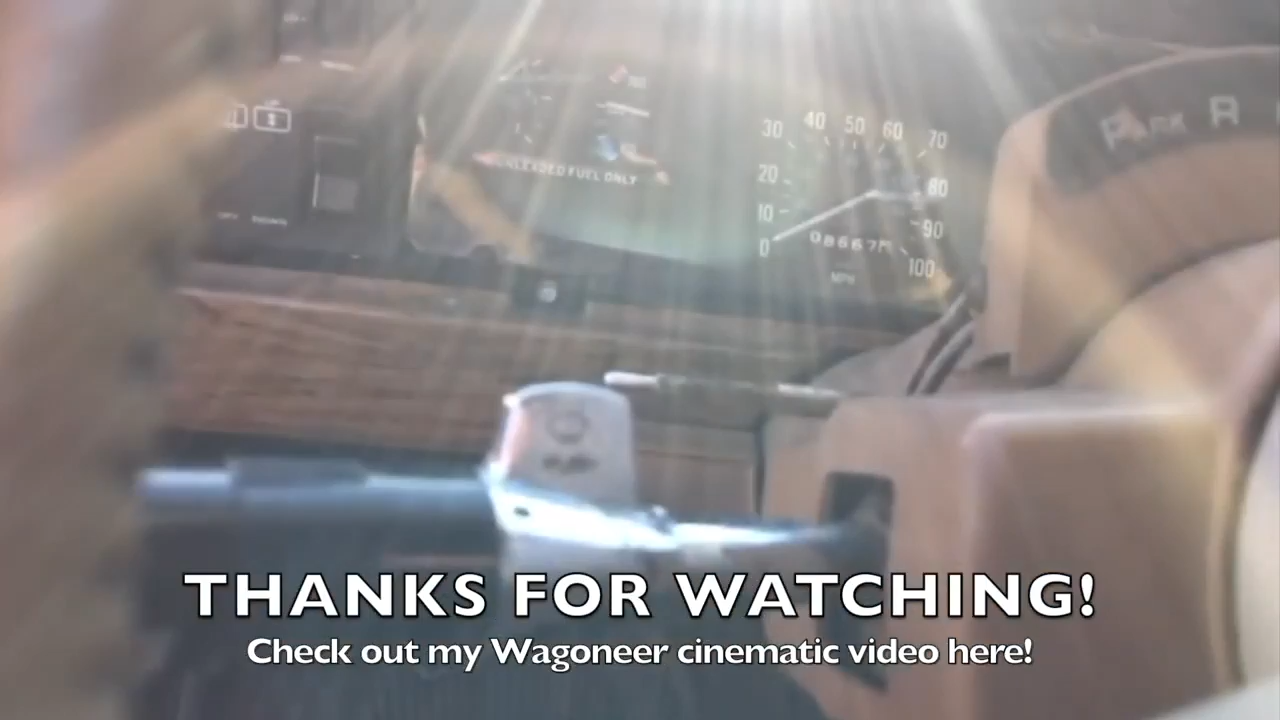 UNLEADED FUEL ONLY
30 40 50 60 70
20 80
10 90
0 100
MPH
PARK R
THANKS FOR WATCHING!
Check out my Wagoneer cinematic video here!